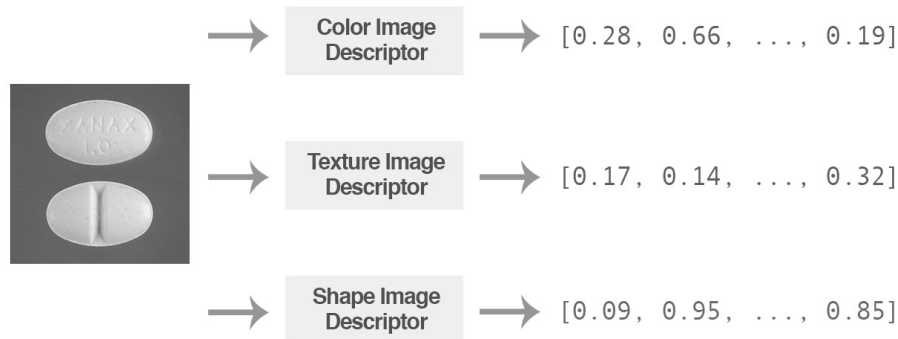 Color Image
Descriptor
[0.28, 0.66, ..., 0.19]
XANAX
1.0
Texture Image
Descriptor
[0.17, 0.14, ..., 0.32]
Shape Image
Descriptor
[0.09, 0.95, ..., 0.85]